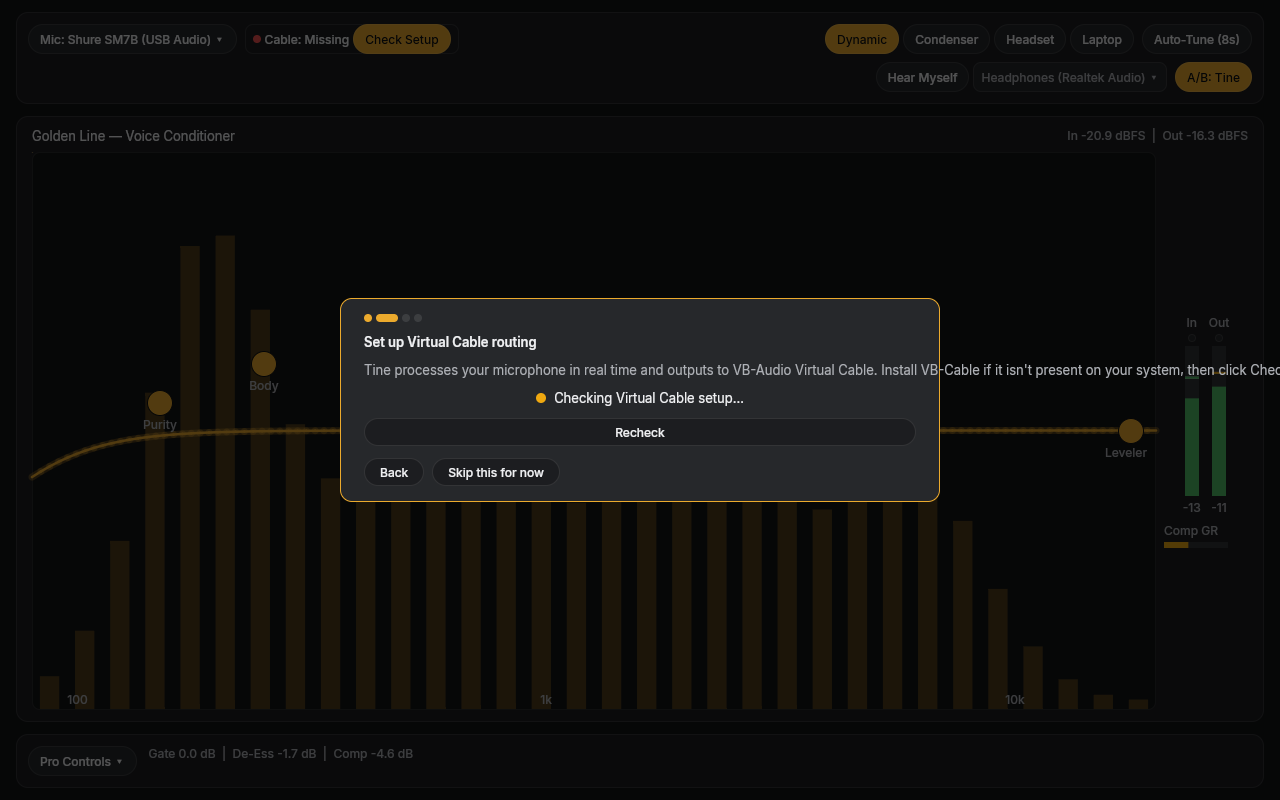 Mic: Shure SM7B (USB Audio) ▾
Cable: Missing Check Setup
Dynamic Condenser Headset Laptop Auto-Tune (8s)
Hear Myself Headphones (Realtek Audio) ▾ A/B: Tine
Golden Line — Voice Conditioner
In -20.9 dBFS | Out -16.3 dBFS
Set up Virtual Cable routing
Tine processes your microphone in real time and outputs to VB-Audio Virtual Cable. Install VB-Cable if it isn't present on your system, then click
Checking Virtual Cable setup...
Recheck
Back Skip this for now
Body
Purity
Leveler
In Out
-13 -11
Comp GR
100 1k 10k
Pro Controls ▾
Gate 0.0 dB | De-Ess -1.7 dB | Comp -4.6 dB